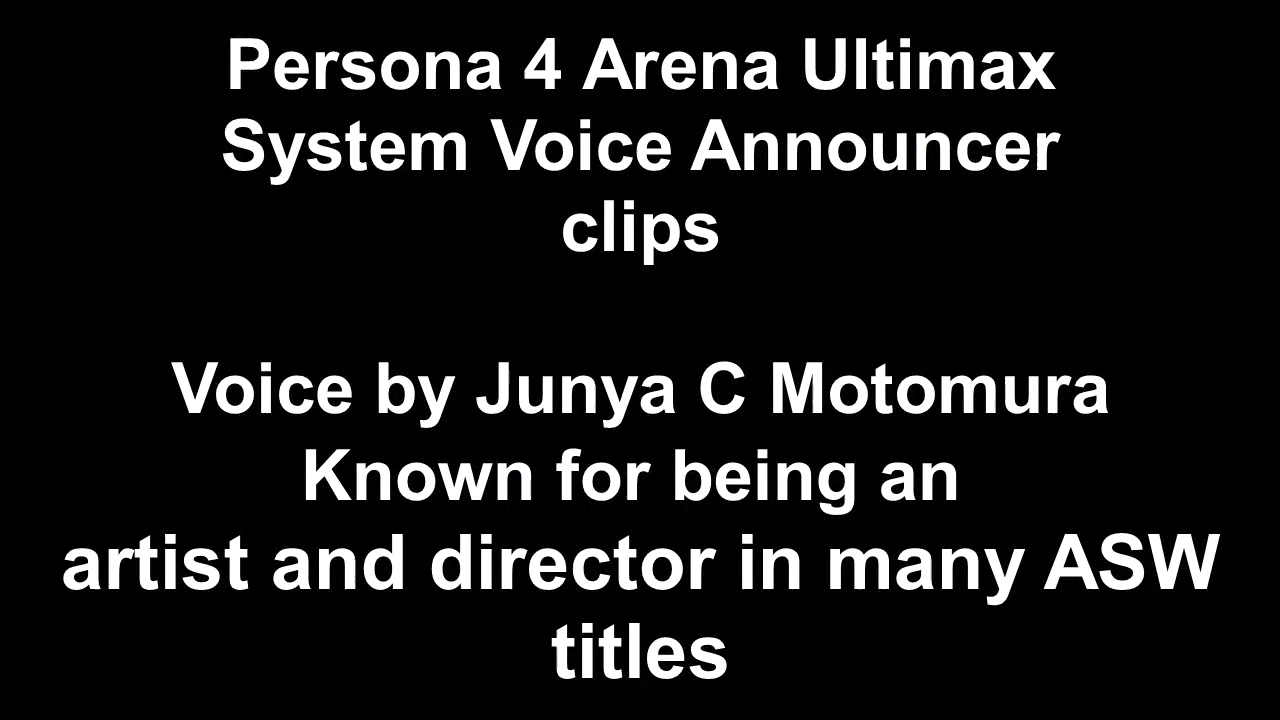 Persona 4 Arena Ultimax
System Voice Announcer
clips
Voice by Junya C Motomura
Known for being an
artist and director in many ASW
titles